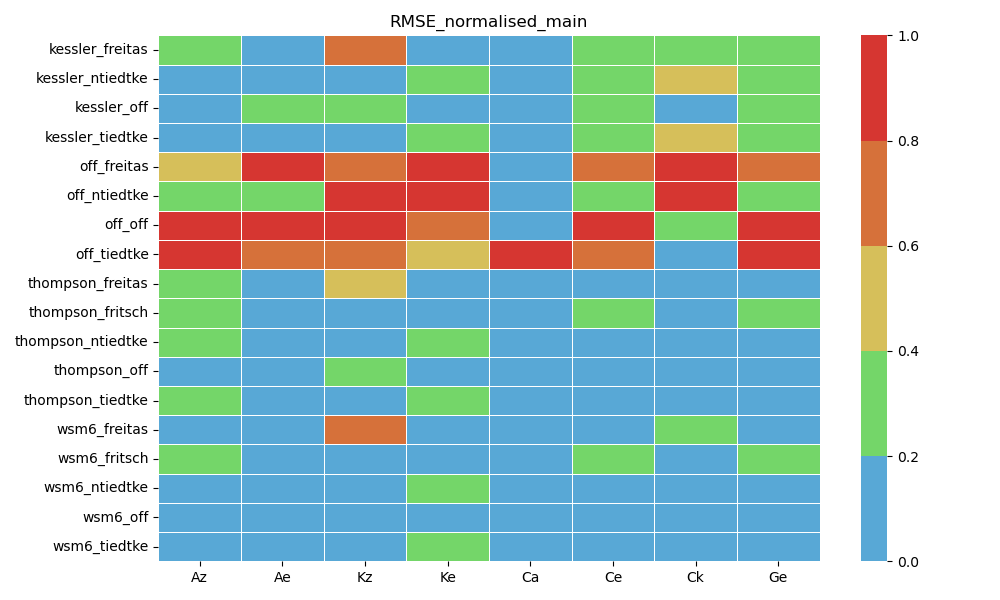 RMSE_normalised_main
kessler_freitas
kessler_ntiedtke
kessler_off
kessler_tiedtke
off_freitas
off_ntiedtke
off_off
off_tiedtke
thompson_freitas
thompson_fritsch
thompson_ntiedtke
thompson_off
thompson_tiedtke
wsm6_freitas
wsm6_fritsch
wsm6_ntiedtke
wsm6_off
wsm6_tiedtke
Az Ae Kz Ke Ca Ce Ck Ge
1.0
0.8
0.6
0.4
0.2
0.0